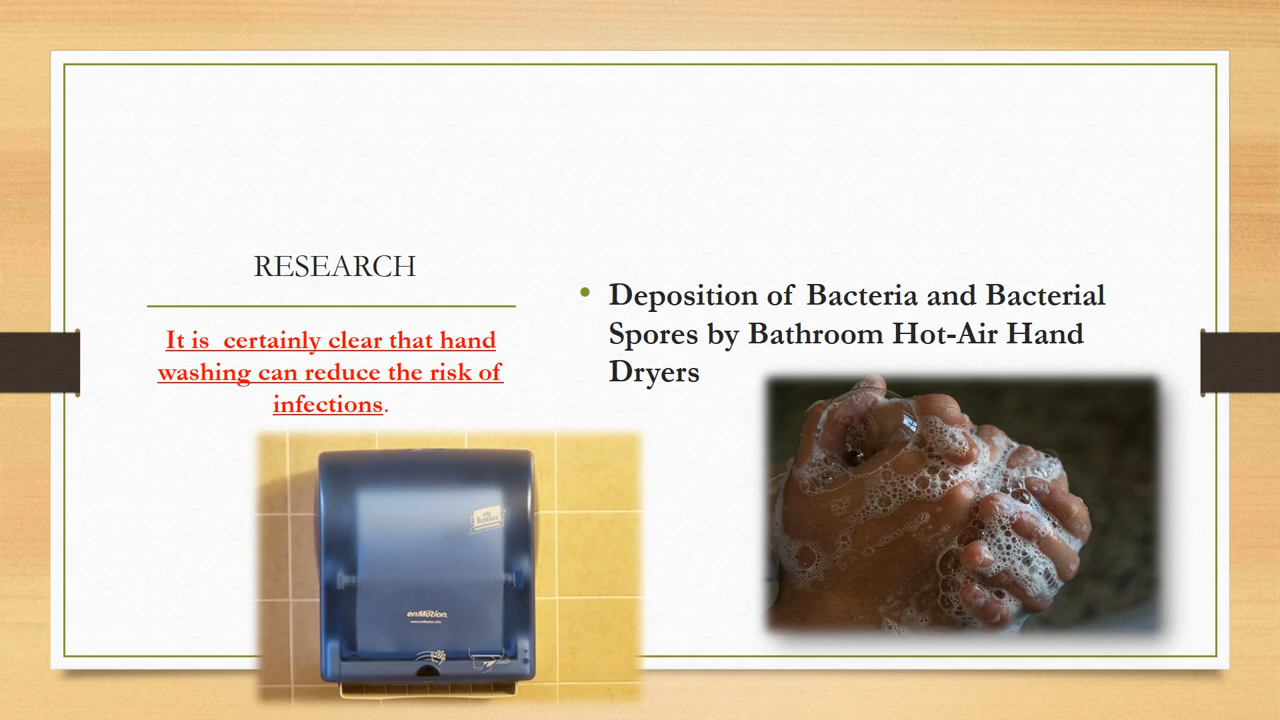 RESEARCH
It is  certainly clear that hand
washing can reduce the risk of
infections.
• Deposition of Bacteria and Bacterial
Spores by Bathroom Hot-Air Hand
Dryers
enMotion